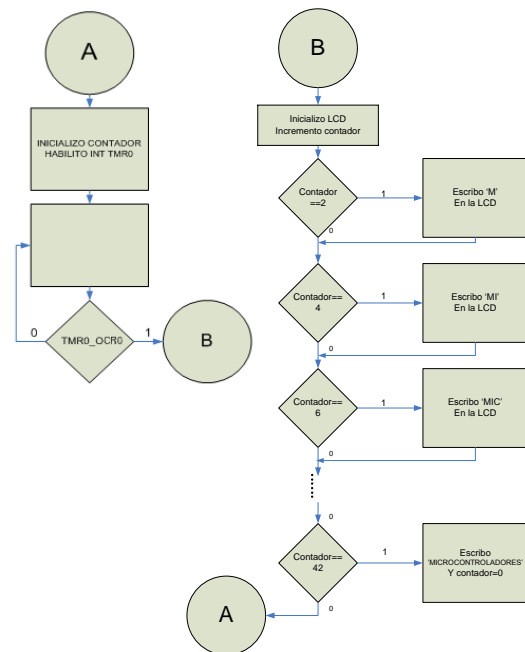 A
INICIALIZO CONTADOR
HABILITO INT TMR0
TMR0_OCR0
0
1
B
B
Inicializo LCD
Incremento contador
Contador
==2
1
Escribo ‘M’
En la LCD
0
Contador==
4
1
Escribo ‘MI’
En la LCD
0
Contador==
6
1
Escribo ‘MIC’
En la LCD
0
0
Contador==
42
1
Escribo
‘MICROCONTROLADORES’
Y contador=0
0
A